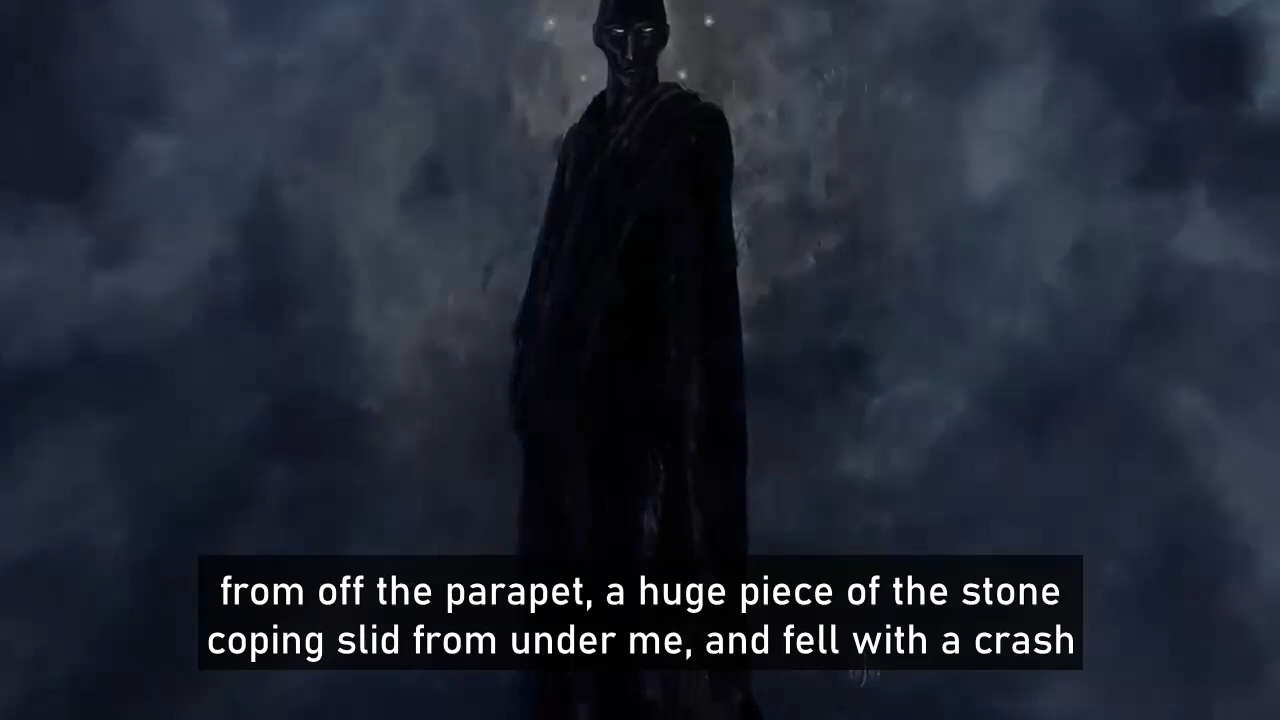 from off the parapet, a huge piece of the stone
coping slid from under me, and fell with a crash